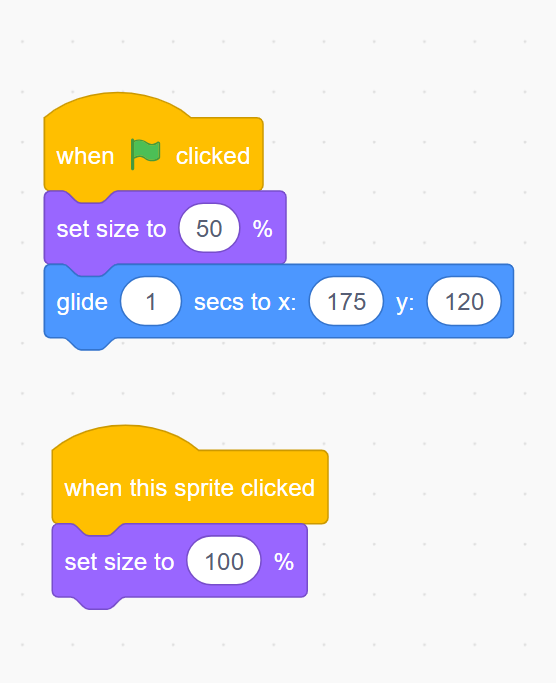 when clicked
set size to 50 %
glide 1 secs to x: 175 y: 120
when this sprite clicked
set size to 100 %